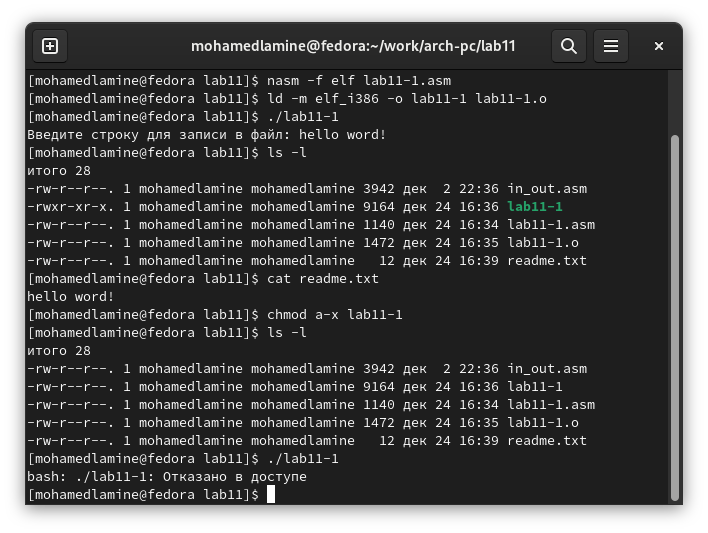 mohamedlamine@fedora:~/work/arch-pc/lab11
[mohamedlamine@fedora lab11]$ nasm -f elf lab11-1.asm
[mohamedlamine@fedora lab11]$ ld -m elf_i386 -o lab11-1 lab11-1.o
[mohamedlamine@fedora lab11]$ ./lab11-1
Введите строку для записи в файл: hello word!
[mohamedlamine@fedora lab11]$ ls -l
итого 28
-rw-r--r--. 1 mohamedlamine mohamedlamine 3942 дек  2 22:36 in_out.asm
-rwxr-xr-x. 1 mohamedlamine mohamedlamine 9164 дек 24 16:36 lab11-1
-rw-r--r--. 1 mohamedlamine mohamedlamine 1140 дек 24 16:34 lab11-1.asm
-rw-r--r--. 1 mohamedlamine mohamedlamine 1472 дек 24 16:35 lab11-1.o
-rw-r--r--. 1 mohamedlamine mohamedlamine   12 дек 24 16:39 readme.txt
[mohamedlamine@fedora lab11]$ cat readme.txt
hello word!
[mohamedlamine@fedora lab11]$ chmod a-x lab11-1
[mohamedlamine@fedora lab11]$ ls -l
итого 28
-rw-r--r--. 1 mohamedlamine mohamedlamine 3942 дек  2 22:36 in_out.asm
-rw-r--r--. 1 mohamedlamine mohamedlamine 9164 дек 24 16:36 lab11-1
-rw-r--r--. 1 mohamedlamine mohamedlamine 1140 дек 24 16:34 lab11-1.asm
-rw-r--r--. 1 mohamedlamine mohamedlamine 1472 дек 24 16:35 lab11-1.o
-rw-r--r--. 1 mohamedlamine mohamedlamine   12 дек 24 16:39 readme.txt
[mohamedlamine@fedora lab11]$ ./lab11-1
bash: ./lab11-1: Отказано в доступе
[mohamedlamine@fedora lab11]$